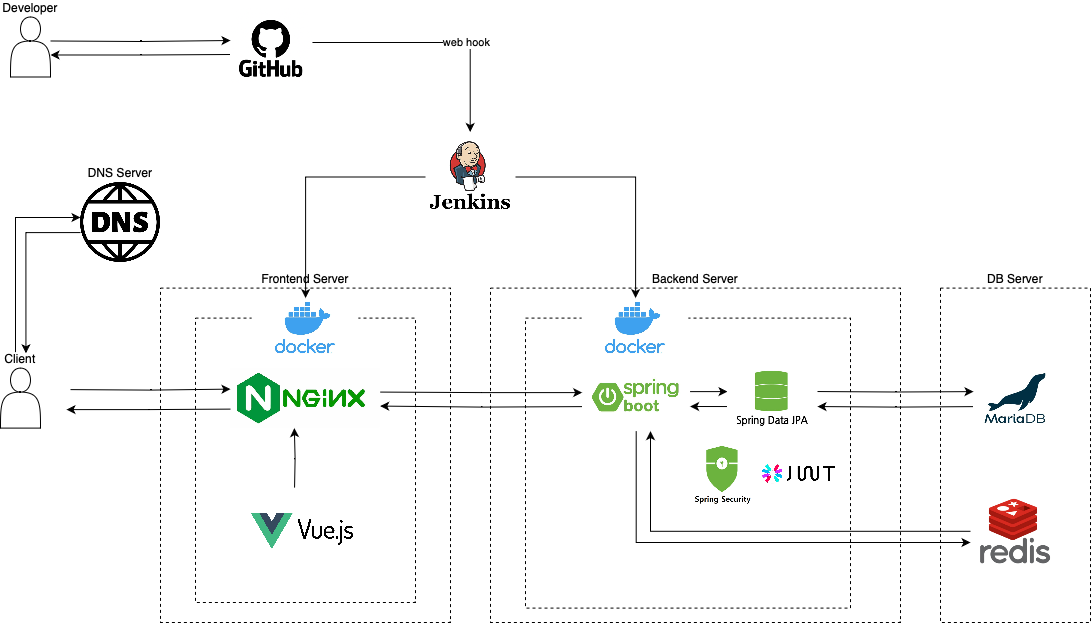 Developer
GitHub
web hook
Jenkins
DNS Server
DNS
Client
Frontend Server
docker
NGINX
Vue.js
Backend Server
docker
spring
boot
Spring Data JPA
Spring Security
JWT
DB Server
MariaDB
redis